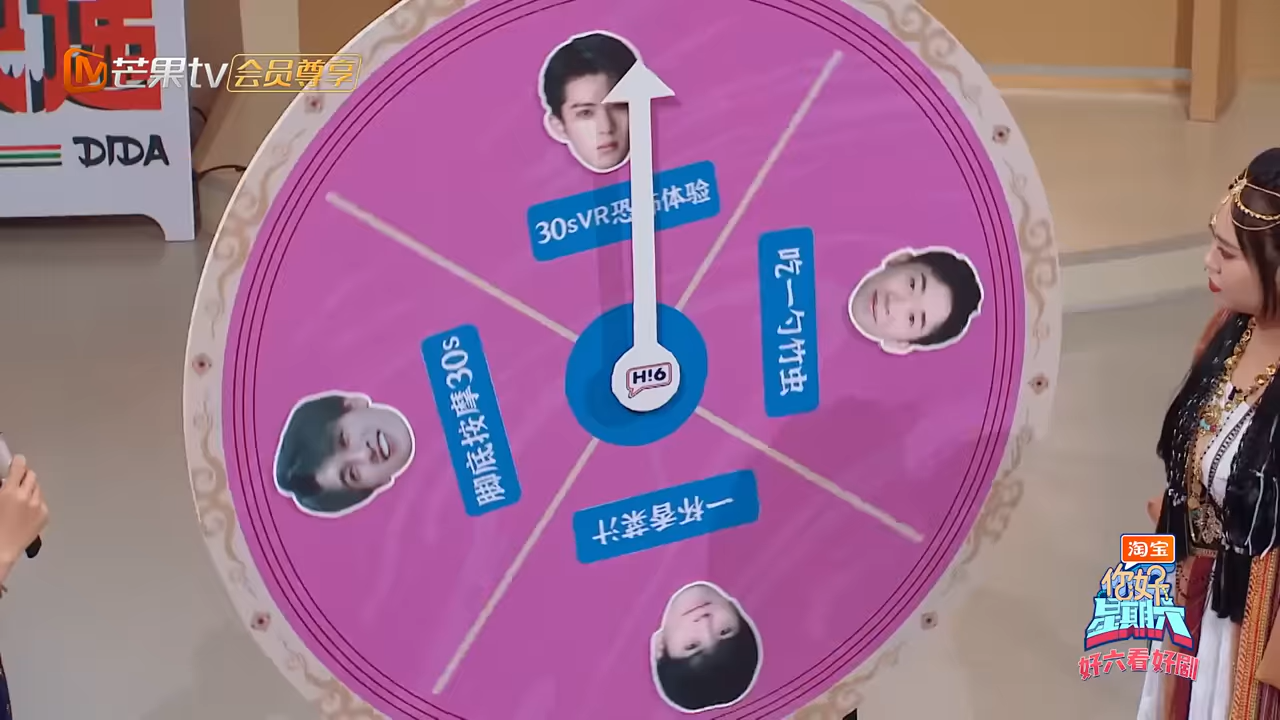 芒果tv会员尊享
DIDA
30sVR恐怖体验
吃一勺竹虫
脚底按摩30s
一杯香菜汁
H!6
淘宝
你好
星期六
好六看好剧